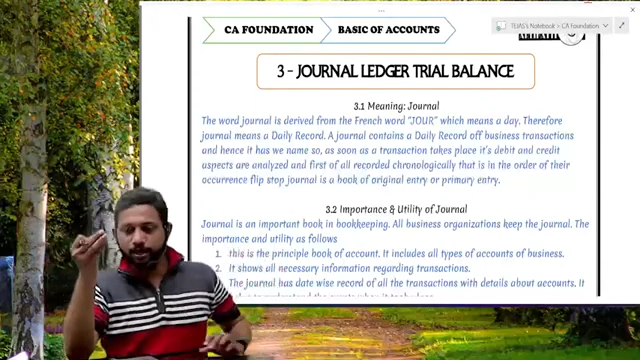 TEJAS's Notebook > CA Foundation
CA FOUNDATION
BASIC OF ACCOUNTS
3 - JOURNAL LEDGER TRIAL BALANCE
3.1 Meaning: Journal
The word journal is derived from the French word "JOUR" which means a day. Therefore
journal means a Daily Record. A journal contains a Daily Record off business transactions
and hence it has we name so, as soon as a transaction takes place it's debit and credit
aspects are analyzed and first of all recorded chronologically that is in the order of their
occurrence flip stop journal is a book of original entry or primary entry.
3.2 Importance & Utility of Journal
Journal is an important book in bookkeeping. All business organizations keep the journal. The
importance and utility as follows
1. this is the principle book of account. It includes all types of accounts of business.
2. It shows all necessary information regarding transactions.
The journal has date wise record of all the transactions with details about accounts. It